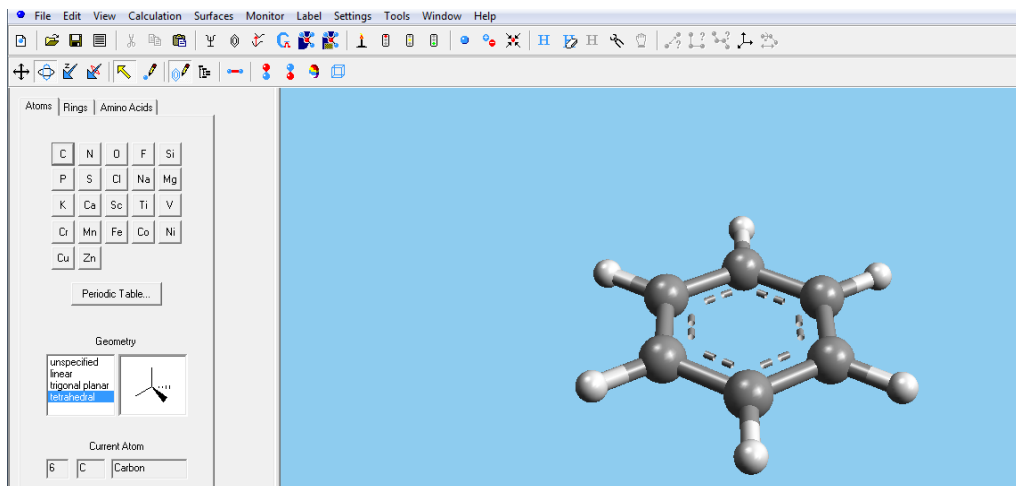 File Edit View Calculation Surfaces Monitor Label Settings Tools Window Help
Atoms Rings Amino Acids
C N O F Si
P S Cl Na Mg
K Ca Sc Ti V
Cr Mn Fe Co Ni
Cu Zn
Periodic Table...
Geometry
unspecified
linear
trigonal planar
tetrahedral
Current Atom
6 C Carbon